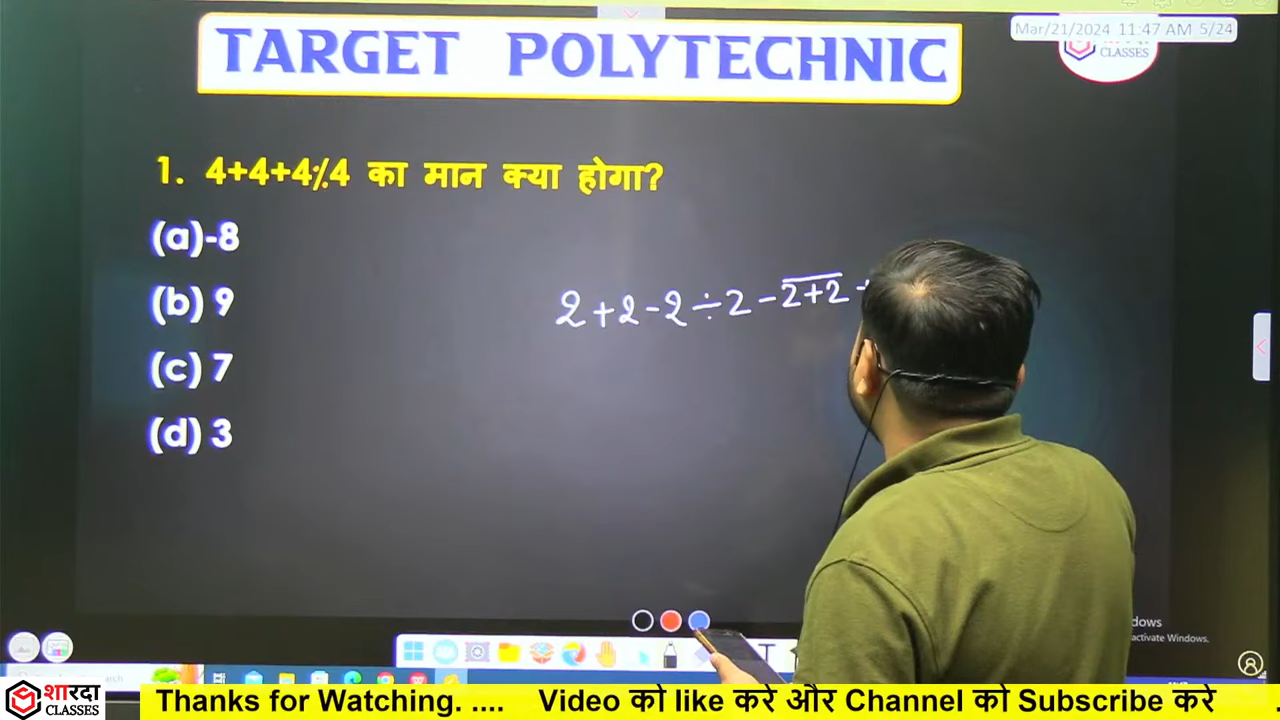 Mar/21/2024 11:47 AM 5/24
TARGET POLYTECHNIC
CLASSES
1. 4+4+4٪4 का मान क्या होगा?
(a)-8
(b) 9
(c) 7
(d) 3
2+2-2÷2-2̅+̅2̅
शारदा
CLASSES
Thanks for Watching. .... Video को like करे और Channel को Subscribe करे